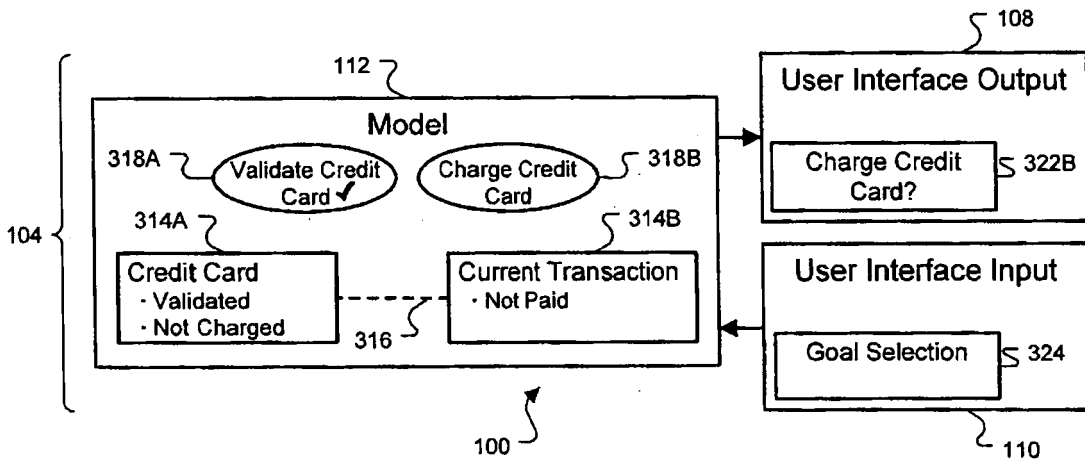 108
112
User Interface Output
Model
318A
Validate Credit
Card ✓
Charge Credit
Card
318B
Charge Credit
Card?
322B
314A
314B
104
Credit Card
· Validated
· Not Charged
Current Transaction
· Not Paid
316
User Interface Input
Goal Selection
324
100
110